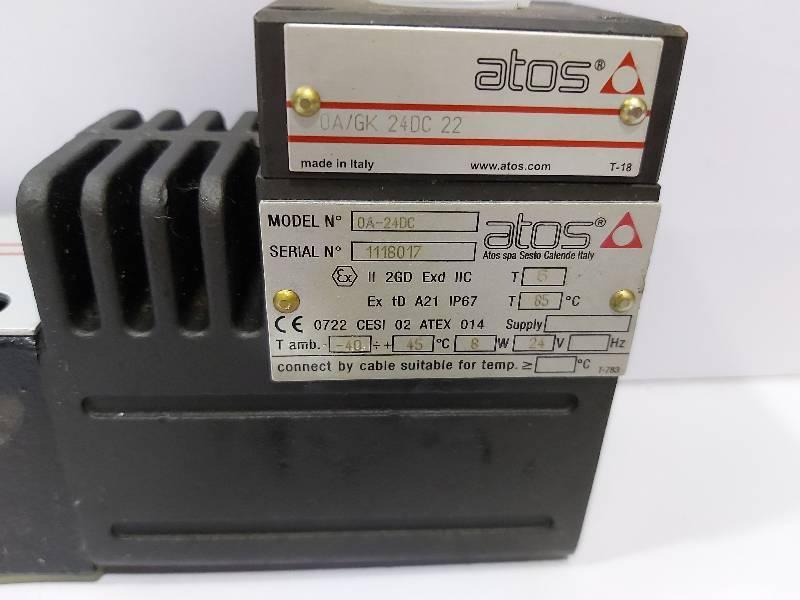 atos®
OA/GK 24DC 22
made in Italy www.atos.com T-18
MODEL N° OA-24DC atos®
SERIAL N° 1118017 Atos spa Sesto Calende Italy
Ex II 2GD Exd IIC T 6
Ex tD A21 IP67 T 85 °C
CE 0722 CESI 02 ATEX 014 Supply
T amb. -40 ÷+ 45 °C 8 W 24 V Hz
connect by cable suitable for temp. ≥ °C T-783